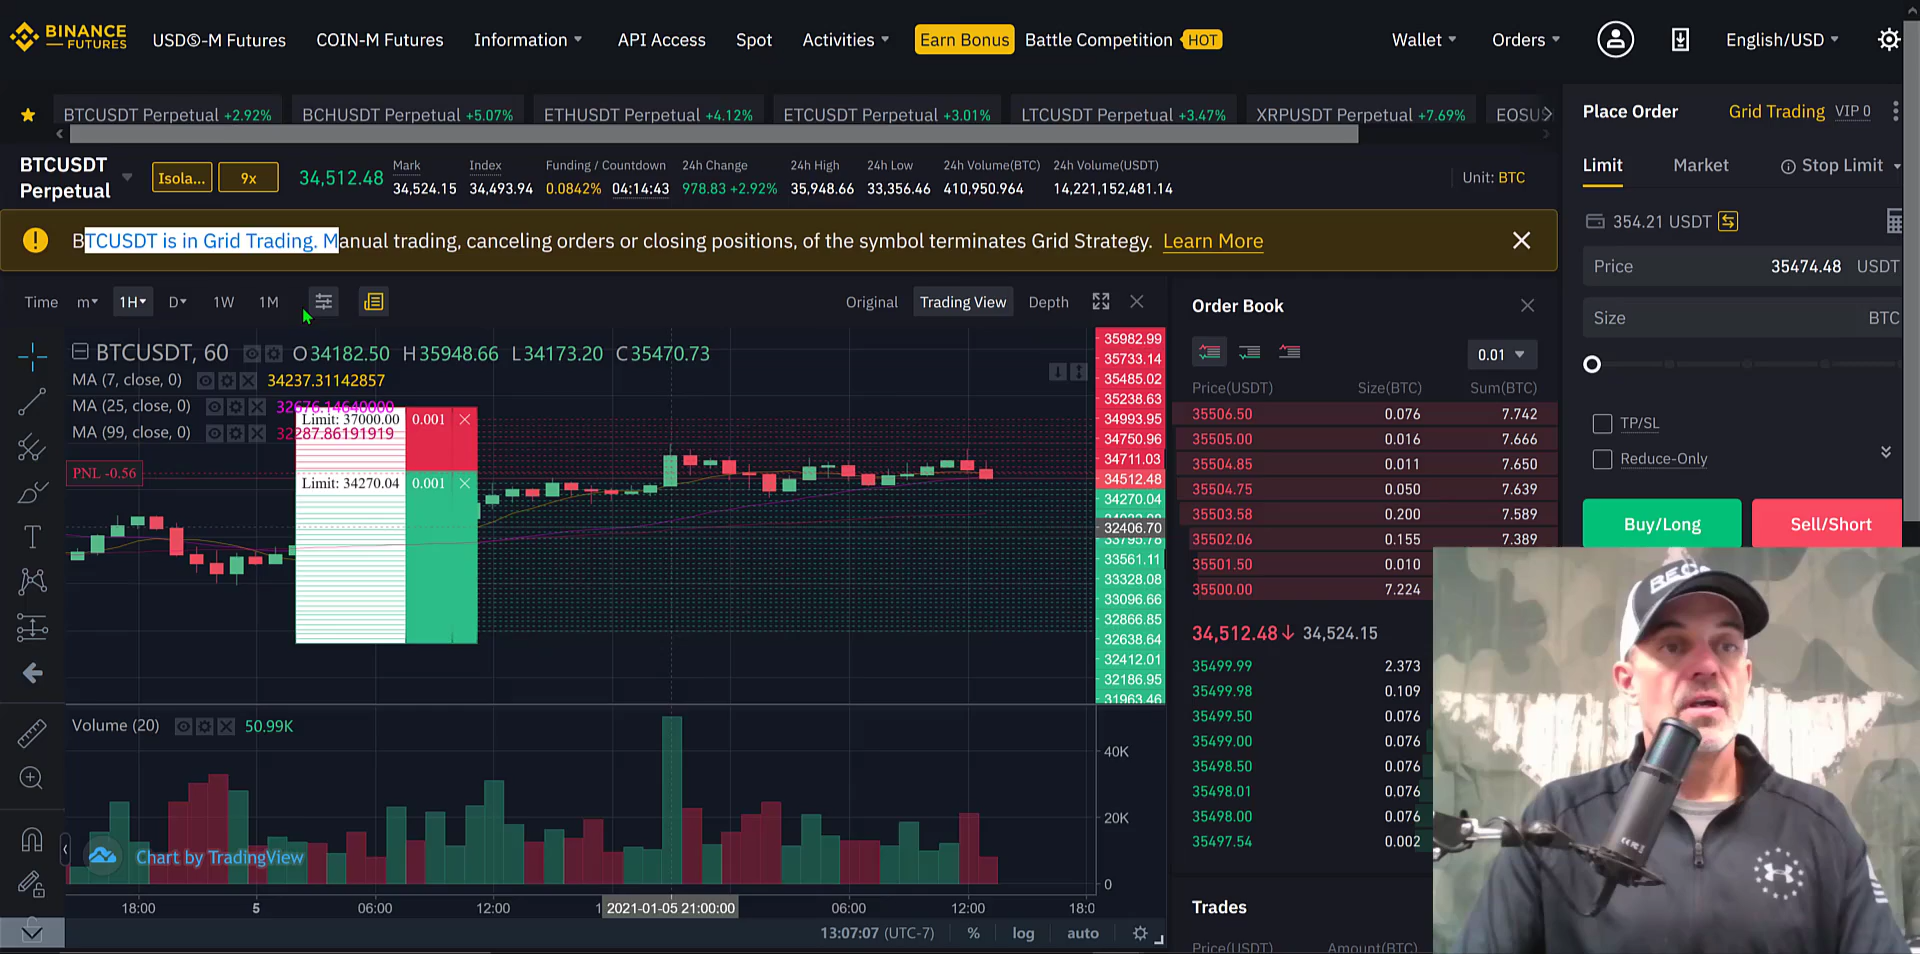 BINANCE
FUTURES
USDⓈ-M Futures
COIN-M Futures
Information
API Access
Spot
Activities
Earn Bonus
Battle Competition
HOT
Wallet
Orders
English/USD
BTCUSDT Perpetual +2.92%
BCHUSDT Perpetual +5.07%
ETHUSDT Perpetual +4.12%
ETCUSDT Perpetual +3.01%
LTCUSDT Perpetual +3.47%
XRPUSDT Perpetual +7.69%
EOSUS
BTCUSDT
Perpetual
Isola...
9x
34,512.48
Mark
34,524.15
Index
34,493.94
Funding / Countdown
0.0842% 04:14:43
24h Change
978.83 +2.92%
24h High
35,948.66
24h Low
33,356.46
24h Volume(BTC)
410,950.964
24h Volume(USDT)
14,221,152,481.14
Unit: BTC
BTCUSDT is in Grid Trading. Manual trading, canceling orders or closing positions, of the symbol terminates Grid Strategy. Learn More
Time
m
1H
D
1W
1M
Original
Trading View
Depth
BTCUSDT, 60 O34182.50 H35948.66 L34173.20 C35470.73
MA (7, close, 0) 34237.31142857
MA (25, close, 0) 32676.14640000
MA (99, close, 0) 32287.86191919
Limit: 37000.00 0.001
PNL -0.56
Limit: 34270.04 0.001
35982.99
35733.14
35485.02
35238.63
34993.95
34750.96
34711.03
34512.48
34270.04
32406.70
33795.78
33561.11
33328.08
33096.66
32866.85
32638.64
32412.01
32186.95
31963.46
Volume (20) 50.99K
40K
20K
0
Chart by TradingView
18:00
5
06:00
12:00
1
2021-01-05 21:00:00
06:00
12:00
18:0
13:07:07 (UTC-7)
%
log
auto
Order Book
0.01
Price(USDT) Size(BTC) Sum(BTC)
35506.50 0.076 7.742
35505.00 0.016 7.666
35504.85 0.011 7.650
35504.75 0.050 7.639
35503.58 0.200 7.589
35502.06 0.155 7.389
35501.50 0.010
35500.00 7.224
34,512.48↓ 34,524.15
35499.99 2.373
35499.98 0.109
35499.50 0.076
35499.00 0.076
35498.50 0.076
35498.01 0.076
35498.00 0.076
35497.54 0.002
Trades
Price(USDT) Amount(BTC)
Place Order
Grid Trading
VIP 0
Limit
Market
Stop Limit
354.21 USDT
Price 35474.48 USDT
Size BTC
TP/SL
Reduce-Only
Buy/Long
Sell/Short